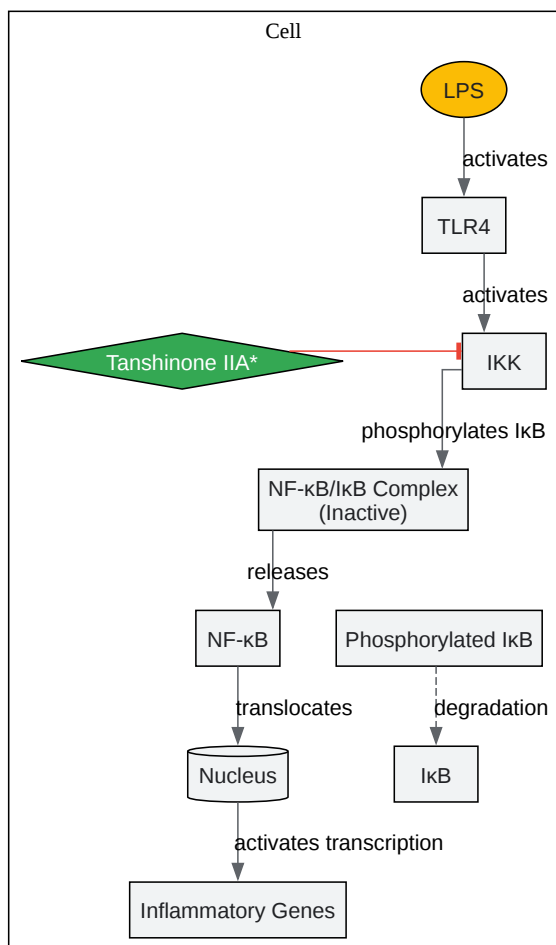 Cell
LPS
activates
TLR4
activates
Tanshinone IIA*
IKK
phosphorylates IκB
NF-κB/IκB Complex
(Inactive)
releases
NF-κB
Phosphorylated IκB
translocates
degradation
Nucleus
IκB
activates transcription
Inflammatory Genes